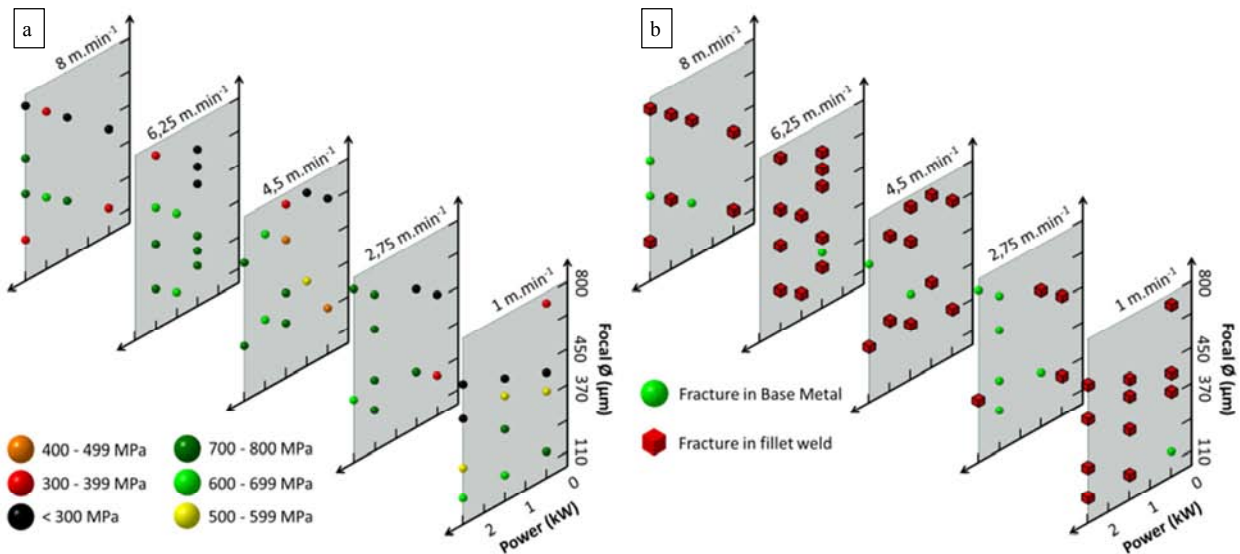 a
8 m.min⁻¹
6,25 m.min⁻¹
4,5 m.min⁻¹
2,75 m.min⁻¹
1 m.min⁻¹
800
450
370
110
Focal Ø (µm)
0
1
2
Power (kW)
400 - 499 MPa
300 - 399 MPa
< 300 MPa
700 - 800 MPa
600 - 699 MPa
500 - 599 MPa
b
8 m.min⁻¹
6,25 m.min⁻¹
4,5 m.min⁻¹
2,75 m.min⁻¹
1 m.min⁻¹
800
450
370
110
Focal Ø (µm)
0
1
2
Power (kW)
Fracture in Base Metal
Fracture in fillet weld